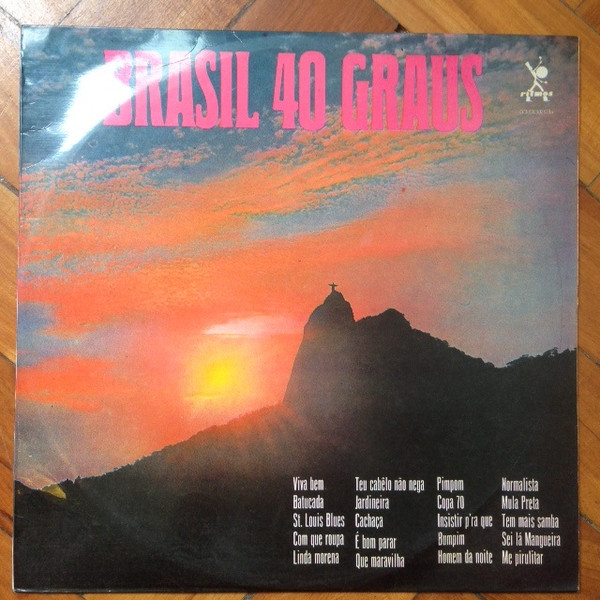 BRASIL 40 GRAUS
ritmos
Viva bem
Batucada
St. Louis Blues
Com que roupa
Linda morena
Teu cabêlo não nega
Jardineira
Cachaça
É bom parar
Que maravilha
Pimpom
Copa 70
Insistir p'ra que
Bumpim
Homem da noite
Normalista
Mula Preta
Tem mais samba
Sei lá Mangueira
Me pirulitar